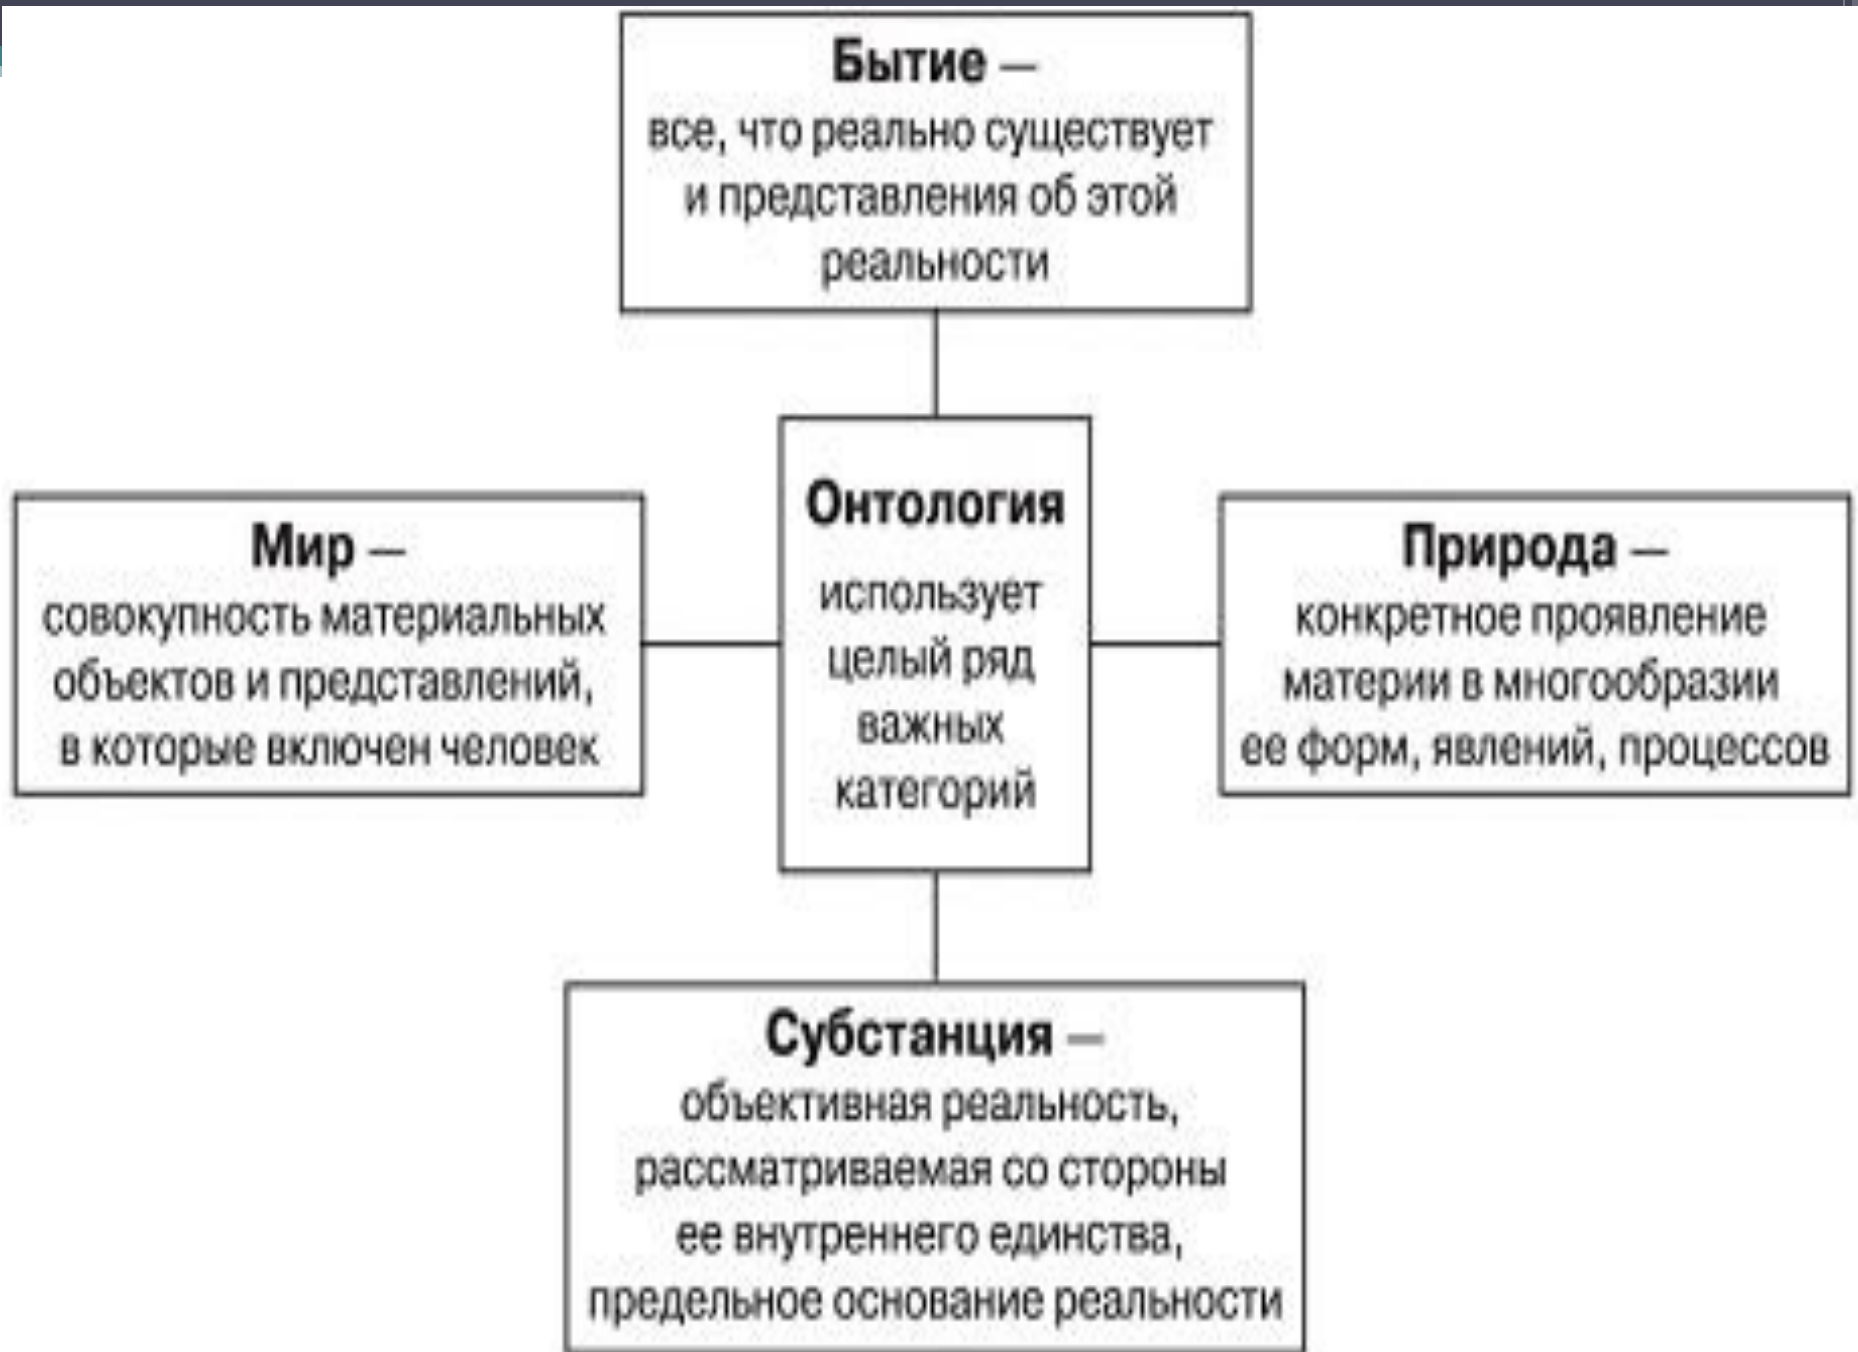 Бытие —
все, что реально существует
и представления об этой
реальности
Мир —
совокупность материальных
объектов и представлений,
в которые включен человек
Онтология
использует
целый ряд
важных
категорий
Природа —
конкретное проявление
материи в многообразии
ее форм, явлений, процессов
Субстанция —
объективная реальность,
рассматриваемая со стороны
ее внутреннего единства,
предельное основание реальности